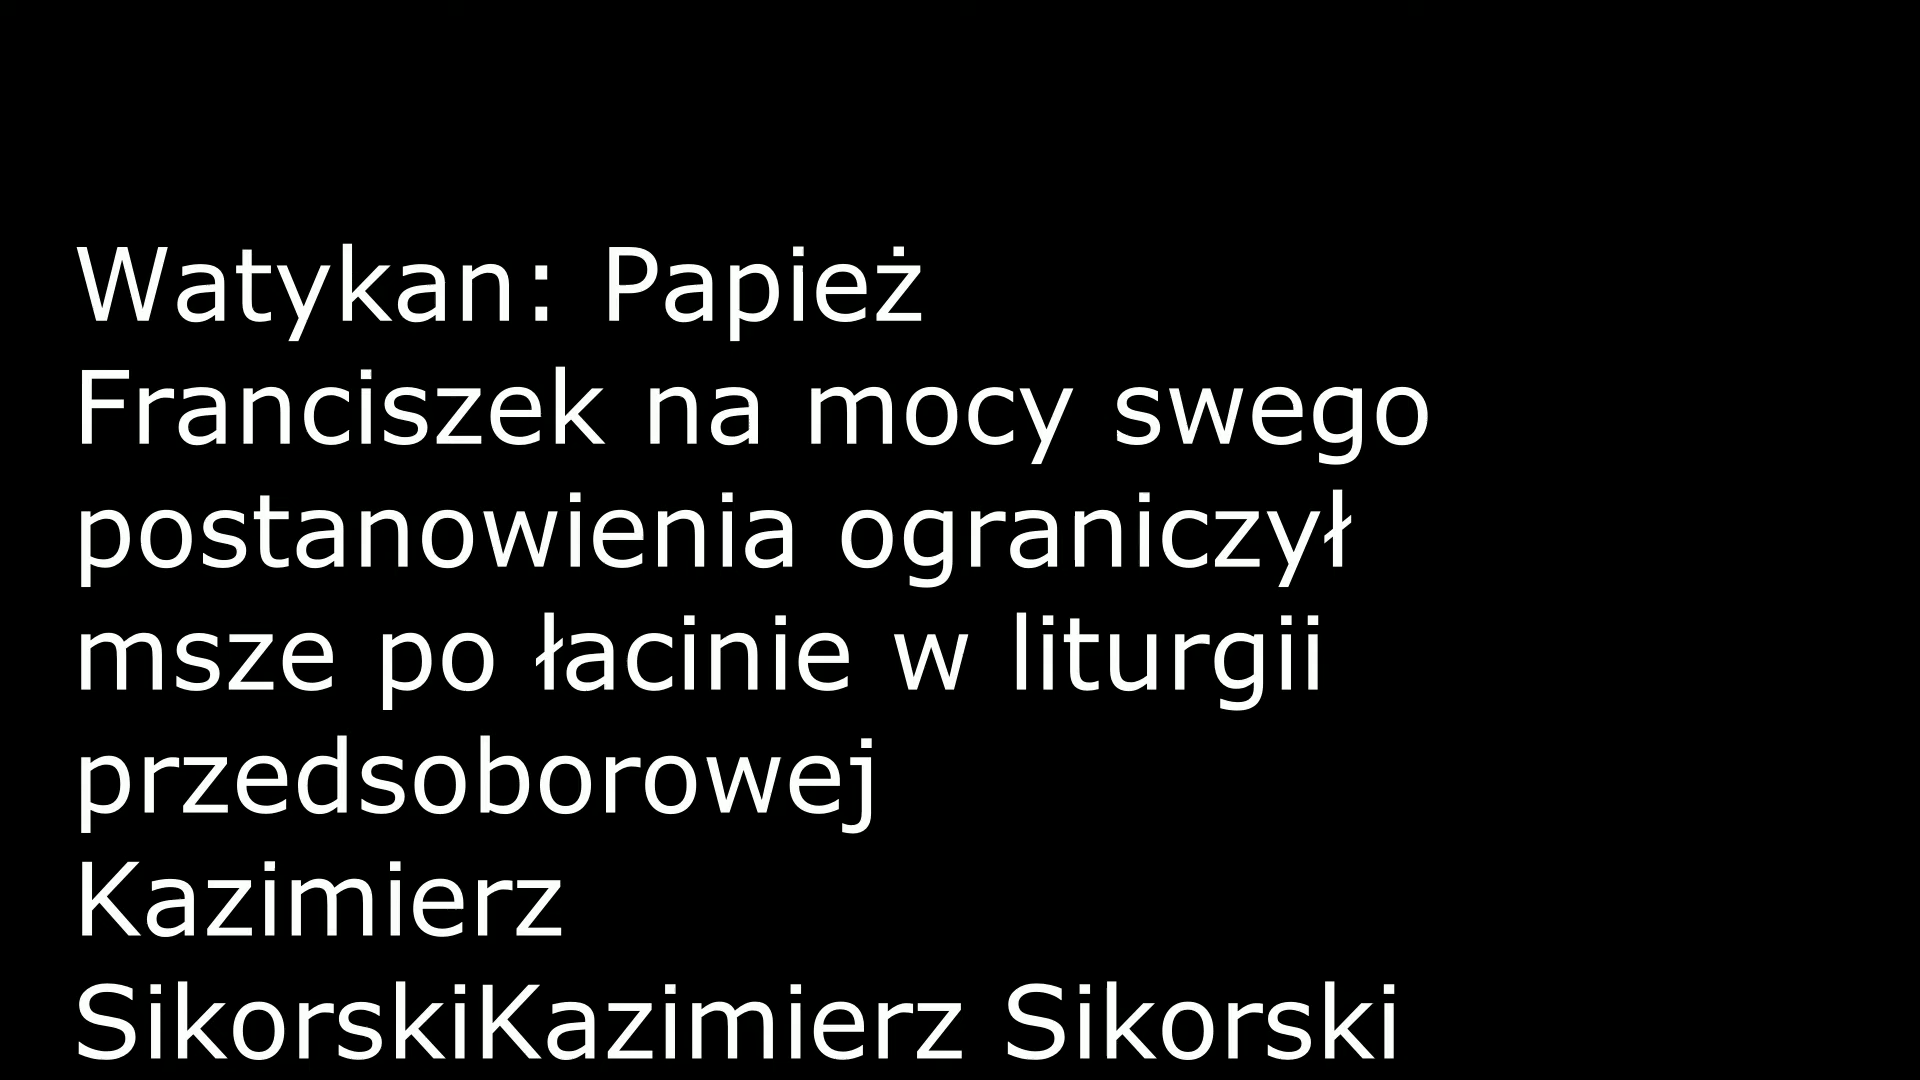 Watykan: Papież
Franciszek na mocy swego
postanowienia ograniczył
msze po łacinie w liturgii
przedsoborowej
Kazimierz
SikorskiKazimierz Sikorski